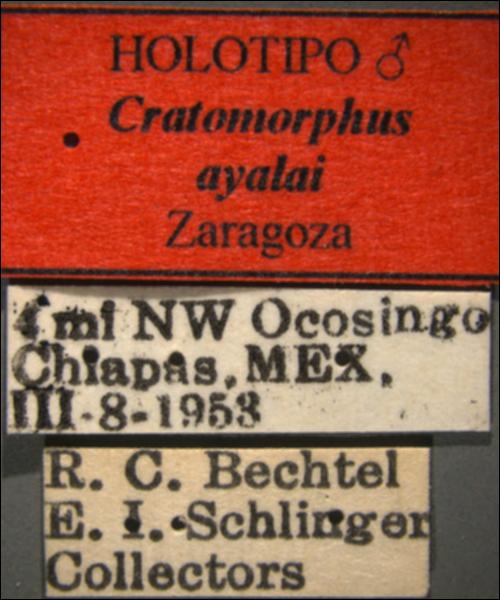 HOLOTIPO ♂
Cratomorphus
ayalai
Zaragoza
4 mi NW Ocosingo
Chiapas, MEX.
III-8-1953
R. C. Bechtel
E. I. Schlinger
Collectors